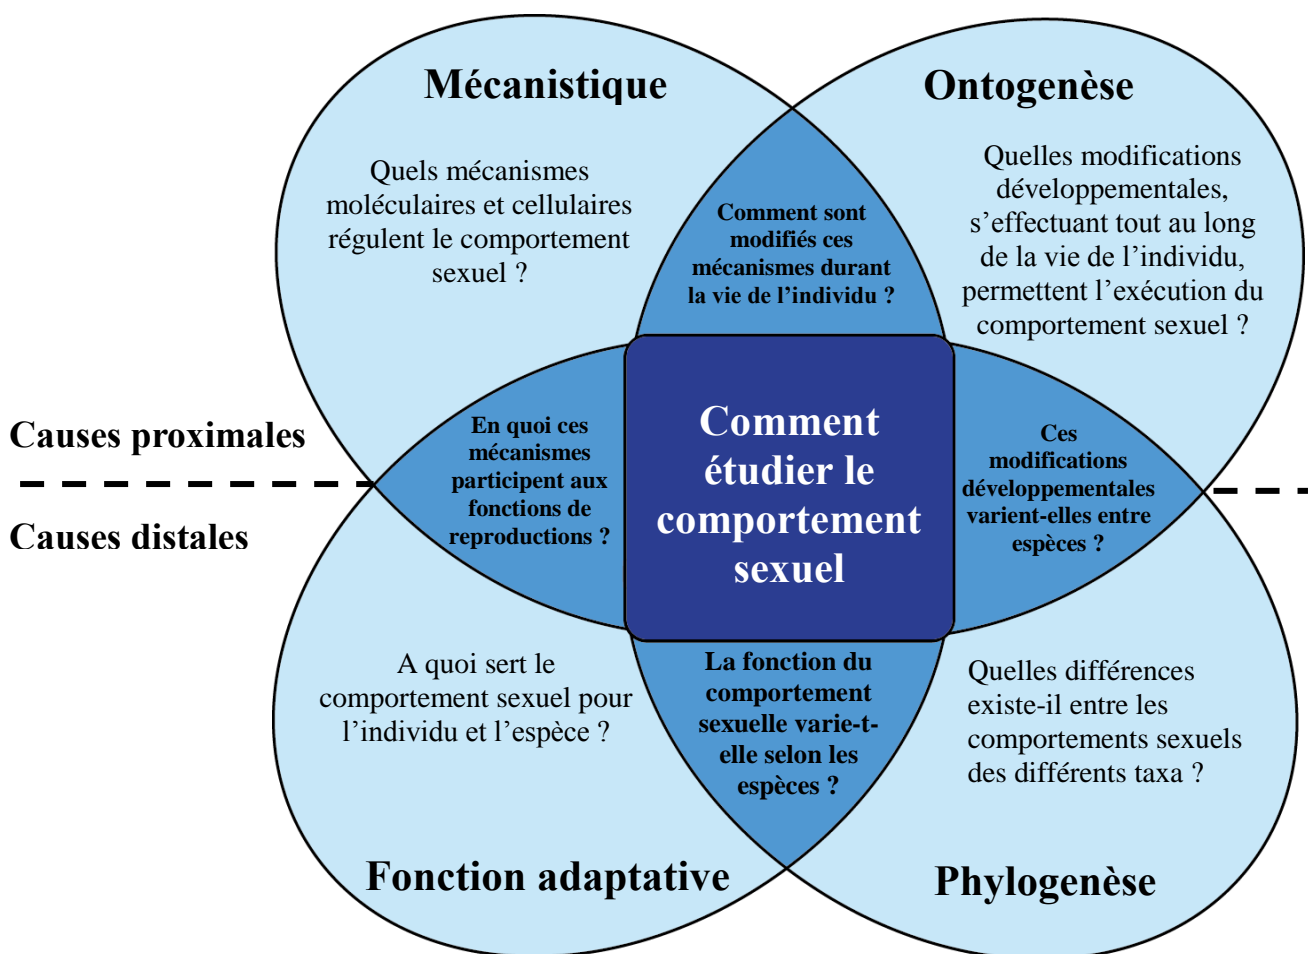 Mécanistique
Quels mécanismes
moléculaires et cellulaires
régulent le comportement
sexuel ?
Ontogenèse
Quelles modifications
développementales,
s’effectuant tout au long
de la vie de l’individu,
permettent l’exécution du
comportement sexuel ?
Comment sont
modifiés ces
mécanismes durant
la vie de l’individu ?
Causes proximales
Causes distales
En quoi ces
mécanismes
participent aux
fonctions de
reproductions ?
Comment
étudier le
comportement
sexuel
Ces
modifications
développementales
varient-elles entre
espèces ?
A quoi sert le
comportement sexuel pour
l’individu et l’espèce ?
La fonction du
comportement
sexuelle varie-t-
elle selon les
espèces ?
Quelles différences
existe-il entre les
comportements sexuels
des différents taxa ?
Fonction adaptative
Phylogenèse